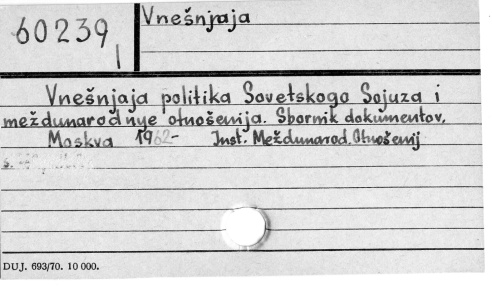 60239
Vnešnjaja
Vnešnjaja politika Sovetskogo Sojuza i
meždunarodnye otnošenija. Sbornik dokumentov.
Moskva 1962- Inst. Meždunarod. Otnošenij
s.
DUJ. 693/70. 10 000.